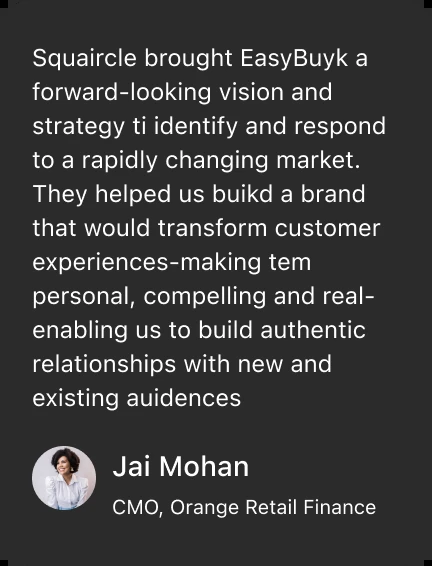 Squaircle brought EasyBuyk a
forward-looking vision and
strategy ti identify and respond
to a rapidly changing market.
They helped us buikd a brand
that would transform customer
experiences-making tem
personal, compelling and real-
enabling us to build authentic
relationships with new and
existing auidences
Jai Mohan
CMO, Orange Retail Finance